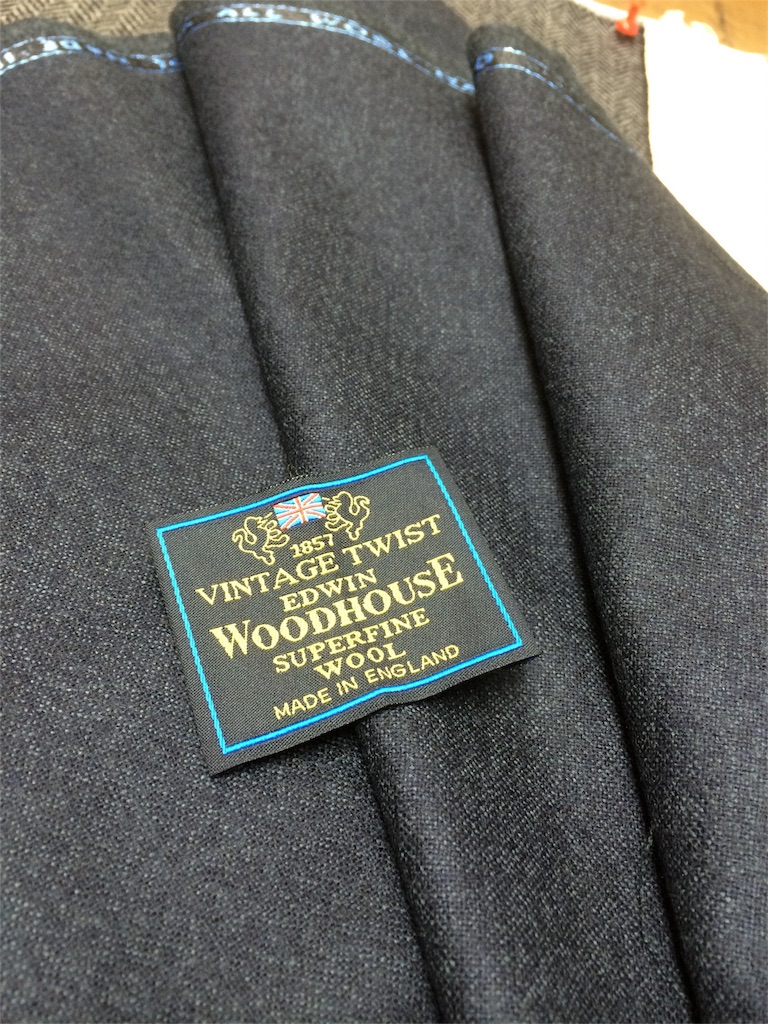 1857
VINTAGE TWIST
EDWIN
WOODHOUSE
SUPERFINE
WOOL
MADE IN ENGLAND